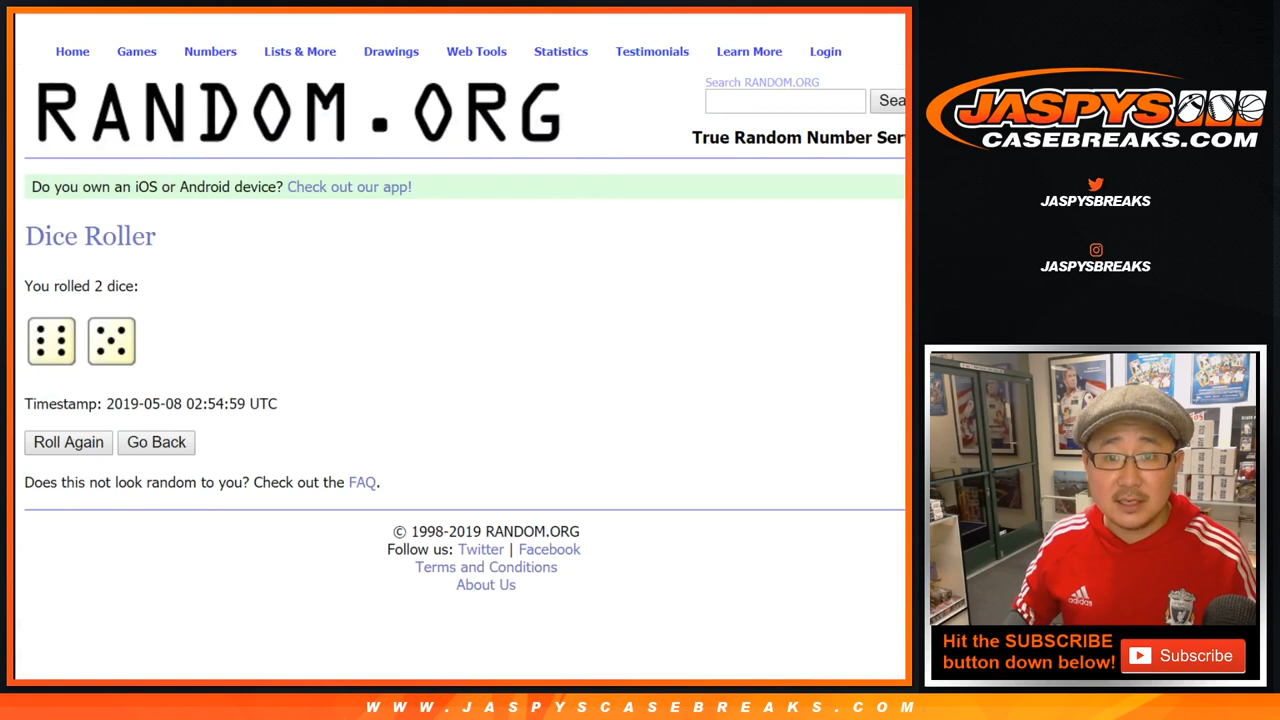 Home Games Numbers Lists & More Drawings Web Tools Statistics Testimonials Learn More Login
RANDOM.ORG
Search RANDOM.ORG
Sea
True Random Number Ser
Do you own an iOS or Android device? Check out our app!
Dice Roller
You rolled 2 dice:
Timestamp: 2019-05-08 02:54:59 UTC
Roll Again Go Back
Does this not look random to you? Check out the FAQ.
© 1998-2019 RANDOM.ORG
Follow us: Twitter | Facebook
Terms and Conditions
About Us
JASPYS
CASEBREAKS.COM
JASPYSBREAKS
JASPYSBREAKS
adidas
Hit the SUBSCRIBE
button down below!
Subscribe
WWW.JASPYSCASEBREAKS.COM